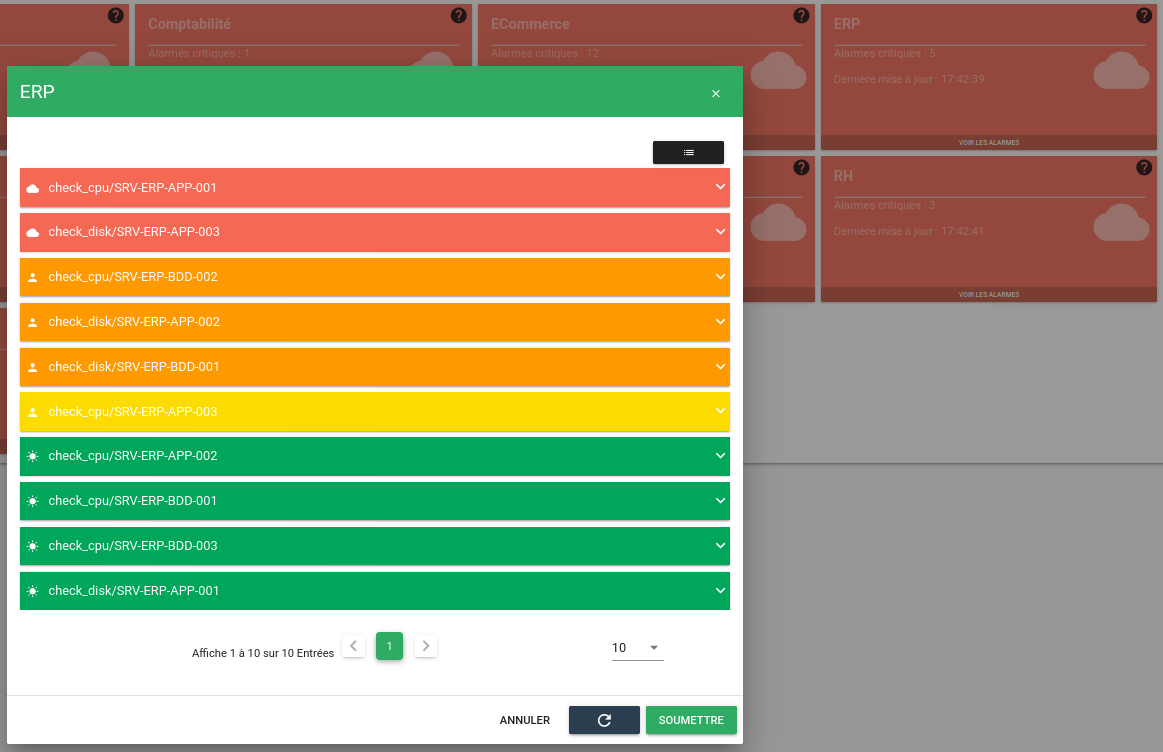 Comptabilité
ECommerce
ERP
Alarmes critiques : 1
Alarmes critiques : 12
Alarmes critiques : 5
Dernière mise à jour : 17:42:39
VOIR LES ALARMES
RH
Alarmes critiques : 3
Dernière mise à jour : 17:42:41
VOIR LES ALARMES
ERP
check_cpu/SRV-ERP-APP-001
check_disk/SRV-ERP-APP-003
check_cpu/SRV-ERP-BDD-002
check_disk/SRV-ERP-APP-002
check_disk/SRV-ERP-BDD-001
check_cpu/SRV-ERP-APP-003
check_cpu/SRV-ERP-APP-002
check_cpu/SRV-ERP-BDD-001
check_cpu/SRV-ERP-BDD-003
check_disk/SRV-ERP-APP-001
Affiche 1 à 10 sur 10 Entrées
1
10
ANNULER
SOUMETTRE